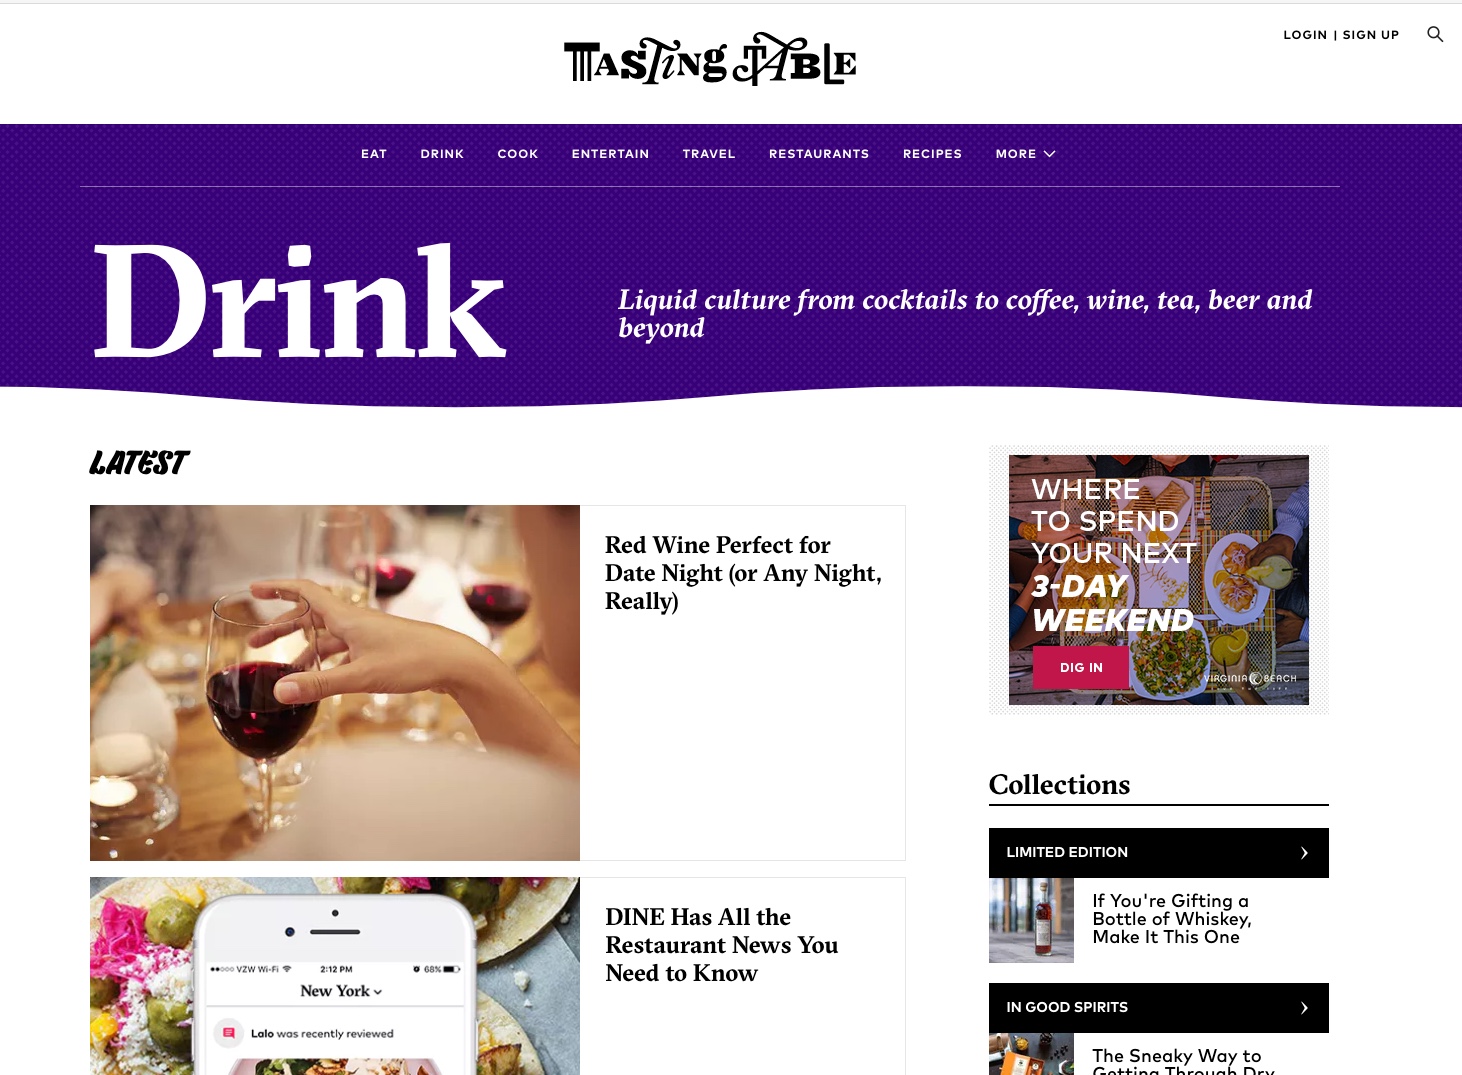 TASTING TABLE
LOGIN | SIGN UP
EAT DRINK COOK ENTERTAIN TRAVEL RESTAURANTS RECIPES MORE
Drink
Liquid culture from cocktails to coffee, wine, tea, beer and
beyond
LATEST
Red Wine Perfect for
Date Night (or Any Night,
Really)
WHERE
TO SPEND
YOUR NEXT
3-DAY
WEEKEND
DIG IN
VIRGINIA BEACH
Collections
LIMITED EDITION
If You're Gifting a
Bottle of Whiskey,
Make It This One
DINE Has All the
Restaurant News You
Need to Know
VZW Wi-Fi 2:12 PM 68%
New York
Lalo was recently reviewed
IN GOOD SPIRITS
The Sneaky Way to
Getting Through Dry